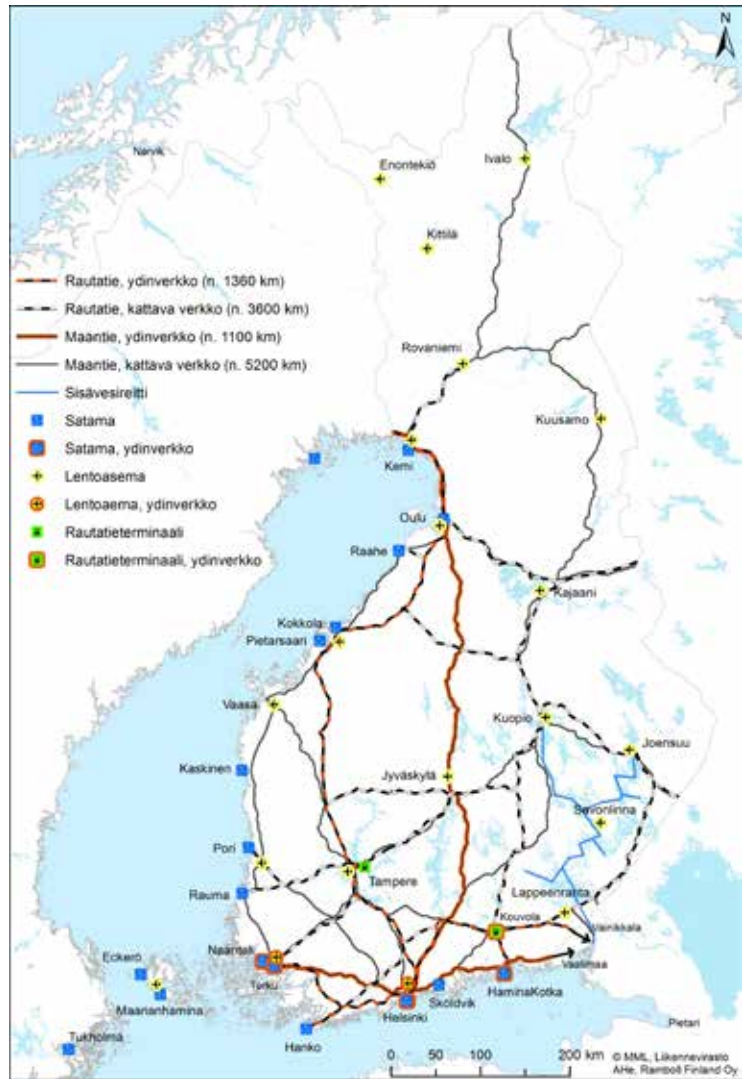 N
Narvik
Enontekiö
Ivalo
Kittilä
Rautatie, ydinverkko (n. 1360 km)
Rautatie, kattava verkko (n. 3600 km)
Maantie, ydinverkko (n. 1100 km)
Maantie, kattava verkko (n. 5200 km)
Sisävesireitti
Satama
Satama, ydinverkko
Lentoasema
Lentoaema, ydinverkko
Rautatieterminaali
Rautatieterminaali, ydinverkko
Rovaniemi
Kuusamo
Kemi
Oulu
Raahe
Kajaani
Kokkola
Pietarsaari
Vaasa
Kuopio
Joensuu
Kaskinen
Jyväskylä
Savonlinna
Pori
Tampere
Rauma
Lappeenranta
Kouvola
Vainikkala
Naantali
Turku
Vaalimaa
Eckerö
Maarianhamina
Helsinki
Sköldvik
HaminaKotka
Tukholma
Hanko
Pietari
0 50 100 200 km
© MML, Liikennevirasto
AHe, Ramboll Finland Oy